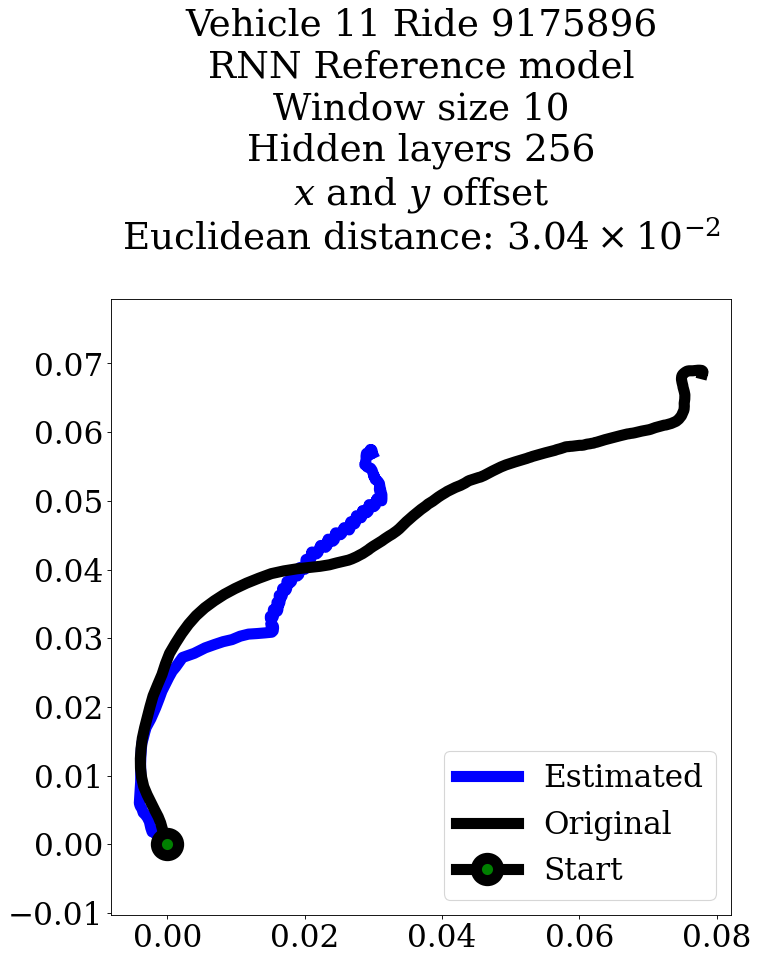 Vehicle 11 Ride 9175896
RNN Reference model
Window size 10
Hidden layers 256
x and y offset
Euclidean distance: 3.04 × 10⁻²
0.07
0.06
0.05
0.04
0.03
0.02
0.01
0.00
−0.01
Estimated
Original
Start
0.00 0.02 0.04 0.06 0.08